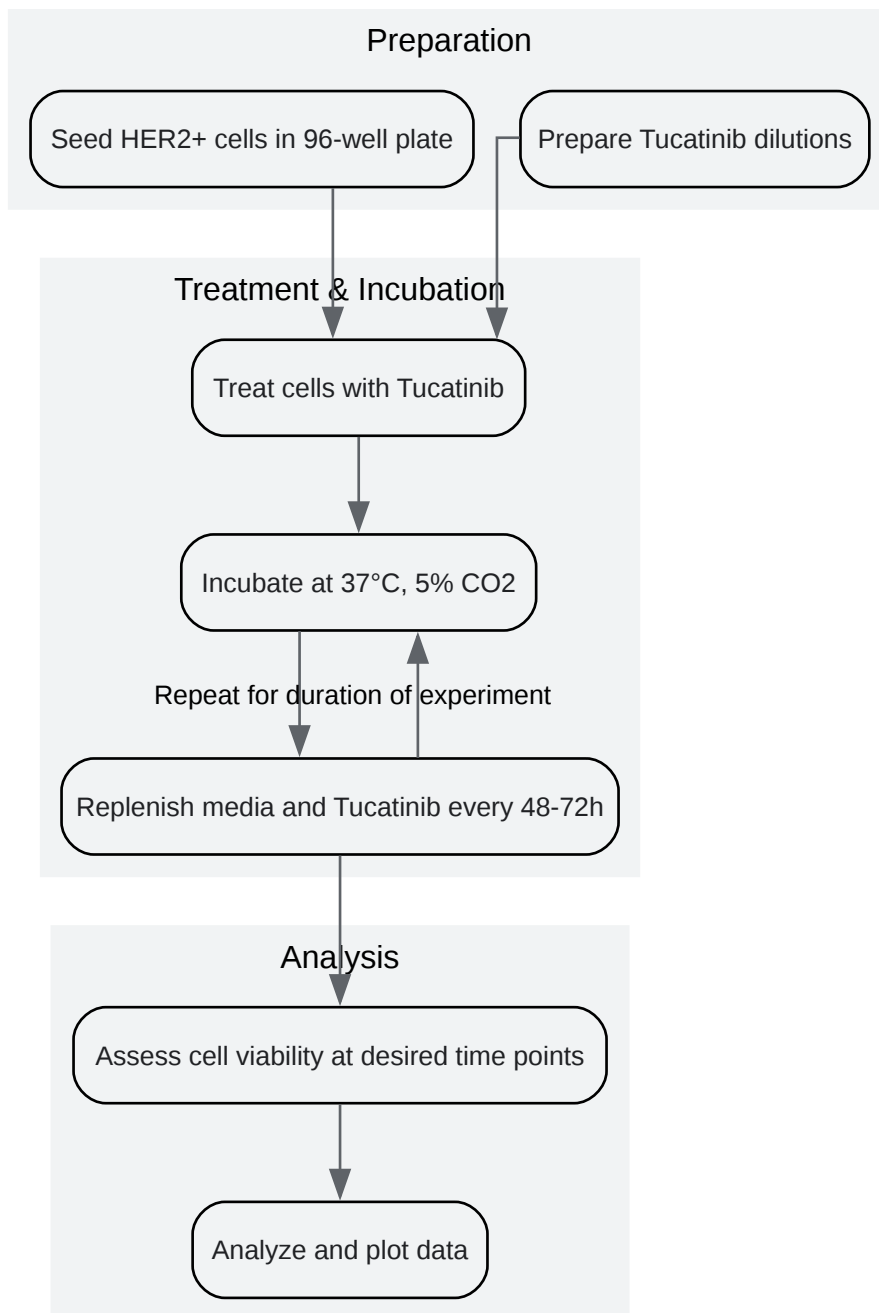 Preparation
Seed HER2+ cells in 96-well plate
Prepare Tucatinib dilutions
Treatment & Incubation
Treat cells with Tucatinib
Incubate at 37°C, 5% CO2
Repeat for duration of experiment
Replenish media and Tucatinib every 48-72h
Analysis
Assess cell viability at desired time points
Analyze and plot data